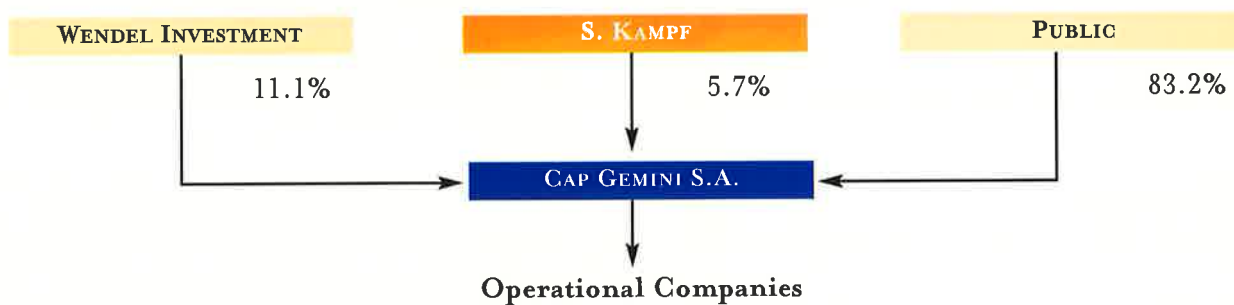 WENDEL INVESTMENT
S. KAMPF
PUBLIC
11.1%
5.7%
83.2%
CAP GEMINI S.A.
Operational Companies